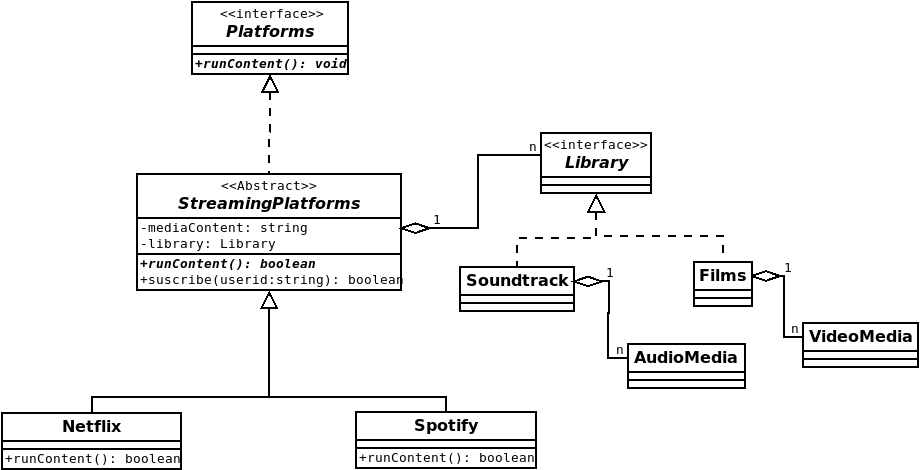 <<interface>>
Platforms
+runContent(): void
<<Abstract>>
StreamingPlatforms
-mediaContent: string
-library: Library
+runContent(): boolean
+suscribe(userid:string): boolean
1
n
<<interface>>
Library
Soundtrack
1
n
AudioMedia
Films
1
n
VideoMedia
Netflix
+runContent(): boolean
Spotify
+runContent(): boolean